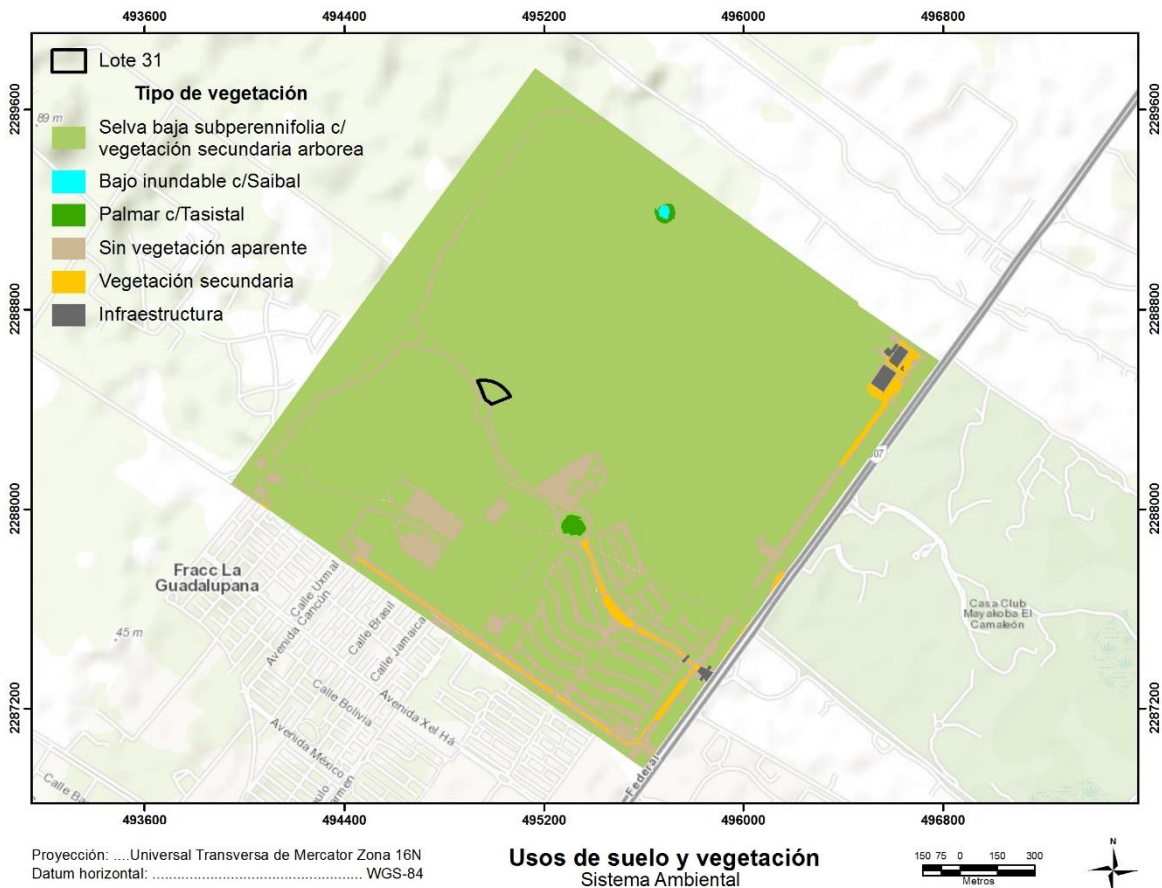 493600 494400 495200 496000 496800
Lote 31
Tipo de vegetación
Selva baja subperennifolia c/
vegetación secundaria arborea
Bajo inundable c/Saibal
Palmar c/Tasistal
Sin vegetación aparente
Vegetación secundaria
Infraestructura
89 m
2289600
2289600
2288800
2288800
307
2288000
2288000
Fracc La
Guadalupana
Calle Uxmal
Avenida Cancún
Calle Brasil
Calle Jamaica
45 m
Calle Bolivia
Avenida Xel Há
Avenida México
Casa Club
Mayakoba El
Camaleón
2287200
2287200
Federal
493600 494400 495200 496000 496800
Proyección: ....Universal Transversa de Mercator Zona 16N
Datum horizontal: ........................................ WGS-84
Usos de suelo y vegetación
Sistema Ambiental
150 75 0 150 300
Metros
N